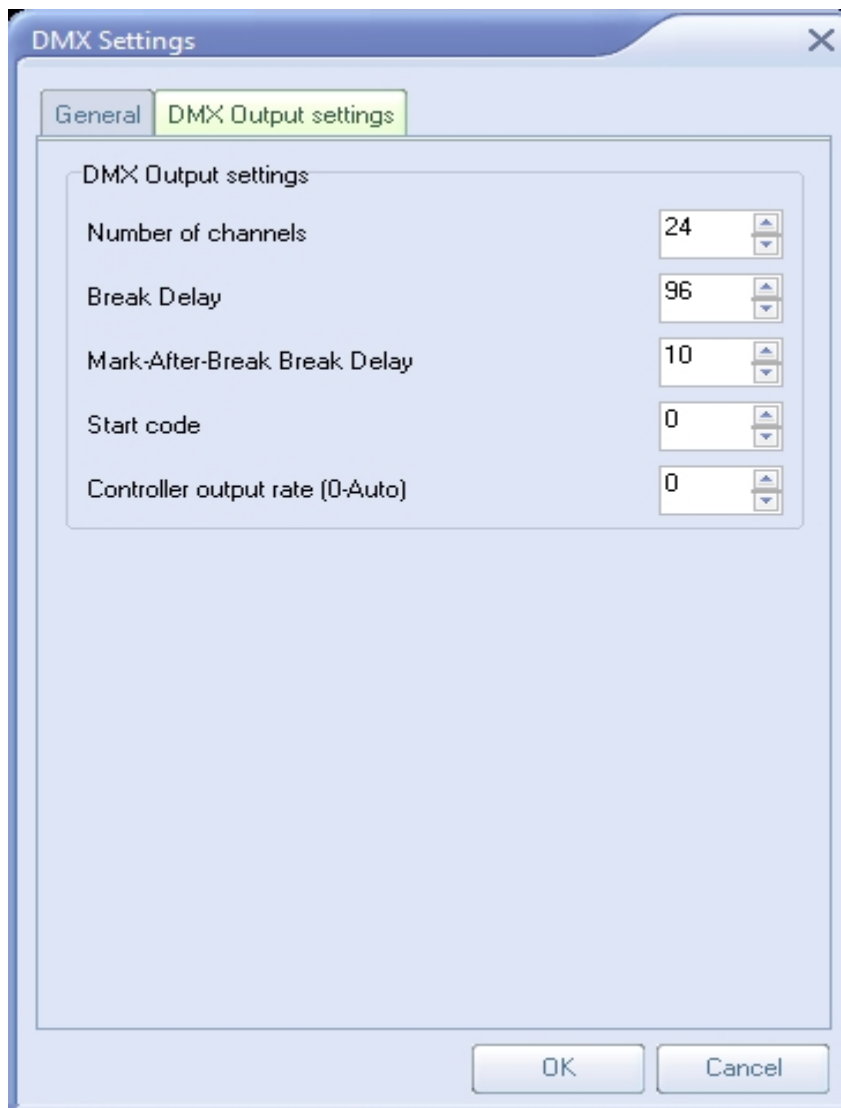 DMX Settings
General DMX Output settings
DMX Output settings
Number of channels 24
Break Delay 96
Mark-After-Break Break Delay 10
Start code 0
Controller output rate (0-Auto) 0
OK Cancel